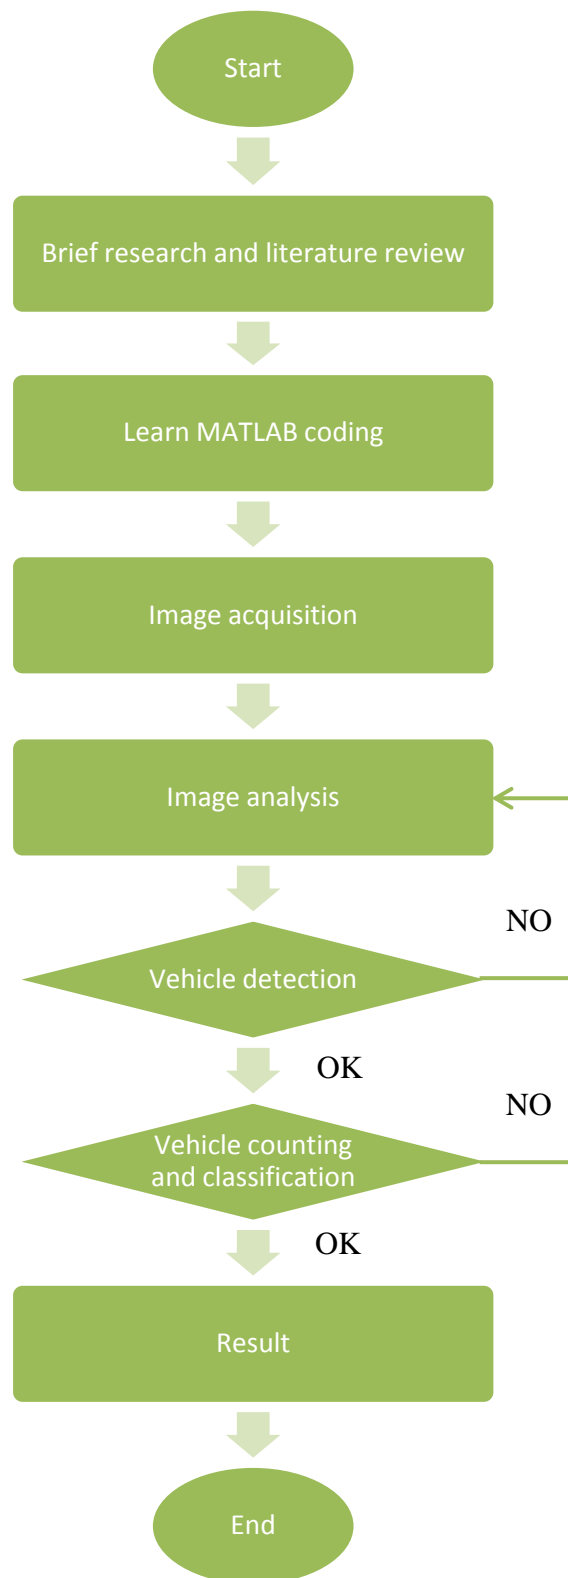 Start
Brief research and literature review
Learn MATLAB coding
Image acquisition
Image analysis
NO
Vehicle detection
OK
NO
Vehicle counting
and classification
OK
Result
End